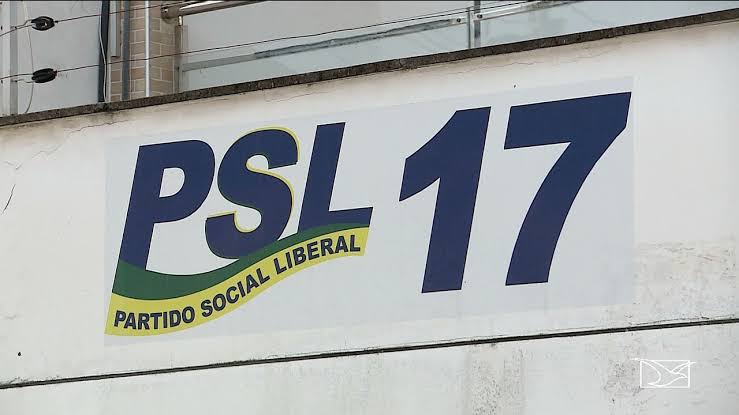 PSL 17
PARTIDO SOCIAL LIBERAL